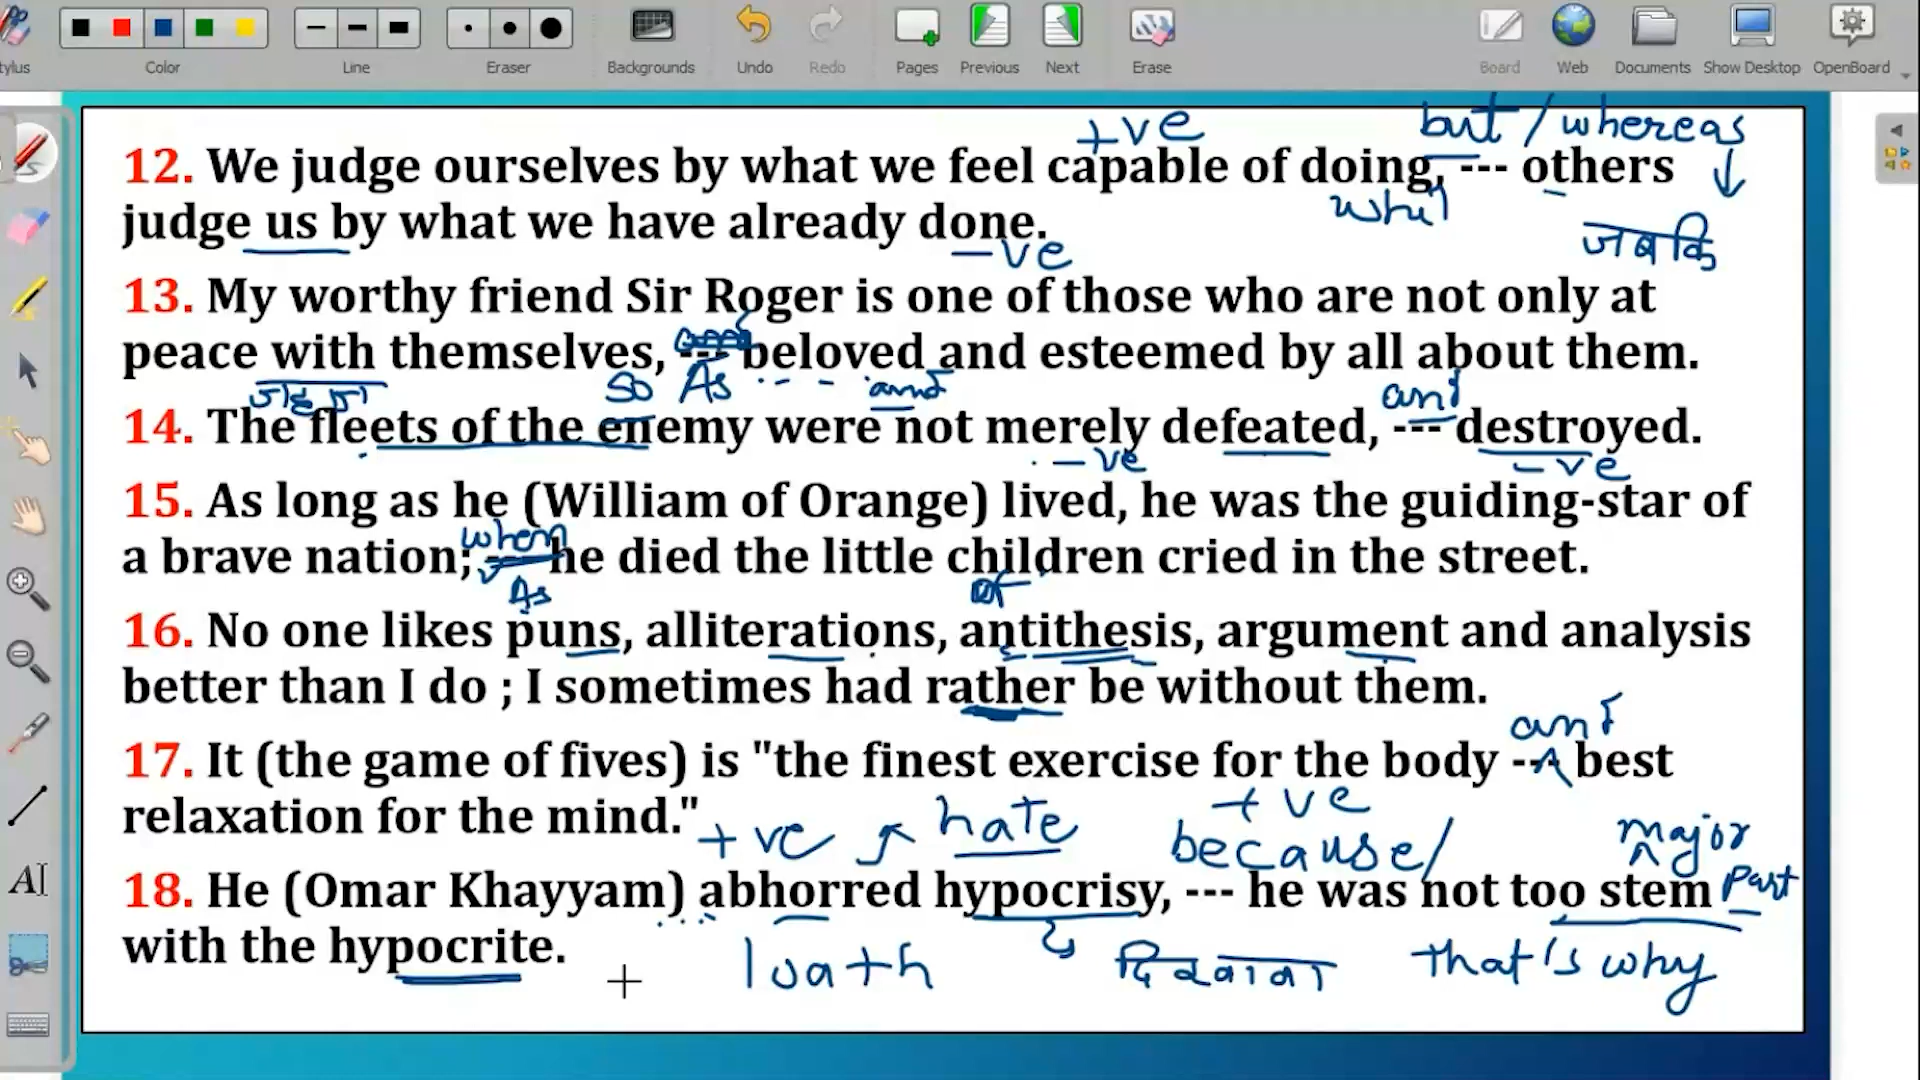 tylus
Color
Line
Eraser
Backgrounds
Undo
Redo
Pages
Previous
Next
Erase
Board
Web
Documents
Show Desktop
OpenBoard
+ve but / whereas
12. We judge ourselves by what we feel capable of doing, --- others
whil जबकि
judge us by what we have already done.
-ve
13. My worthy friend Sir Roger is one of those who are not only at
peace with themselves, --- beloved and esteemed by all about them.
So As and and
14. The fleets of the enemy were not merely defeated, --- destroyed.
-ve -ve
15. As long as he (William of Orange) lived, he was the guiding-star of
when
a brave nation; --- he died the little children cried in the street.
As of
16. No one likes puns, alliterations, antithesis, argument and analysis
better than I do ; I sometimes had rather be without them.
and
17. It (the game of fives) is "the finest exercise for the body --- best
relaxation for the mind."
+ve hate +ve
because/ major
18. He (Omar Khayyam) abhorred hypocrisy, --- he was not too stem part
with the hypocrite.
loath दिखावा that's why
AI